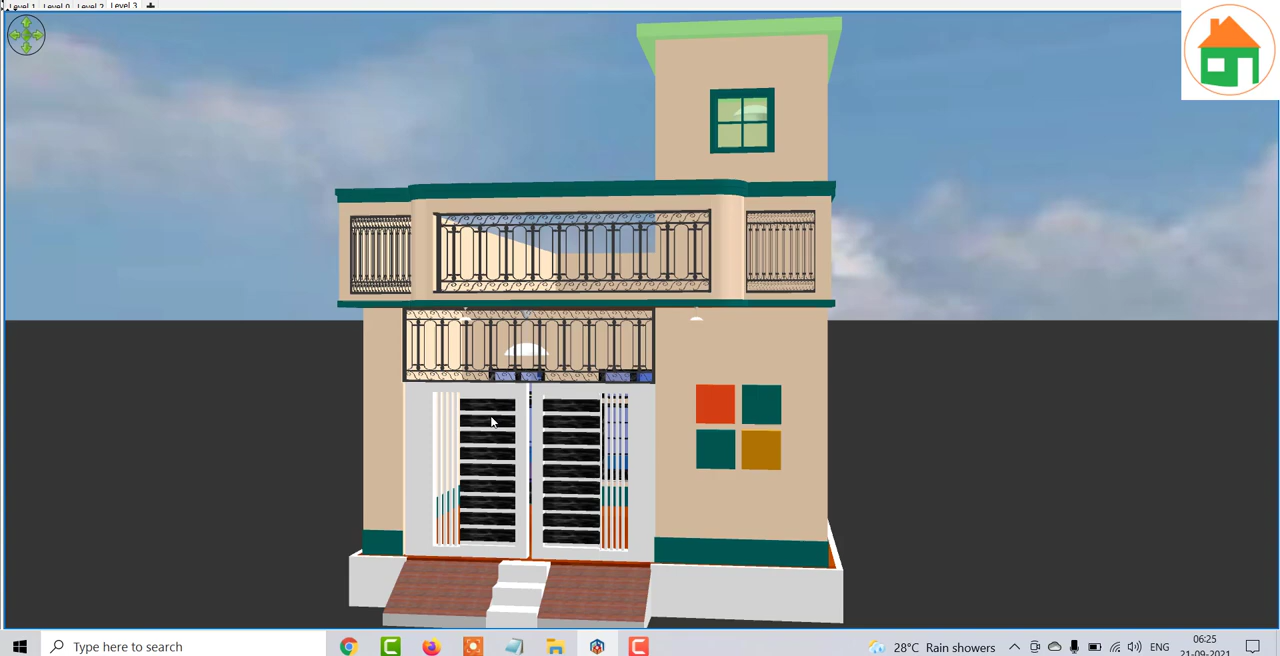 Level 1 Level 0 Level 2 Level 3
Type here to search
28°C Rain showers
ENG
06:25
21-09-2021